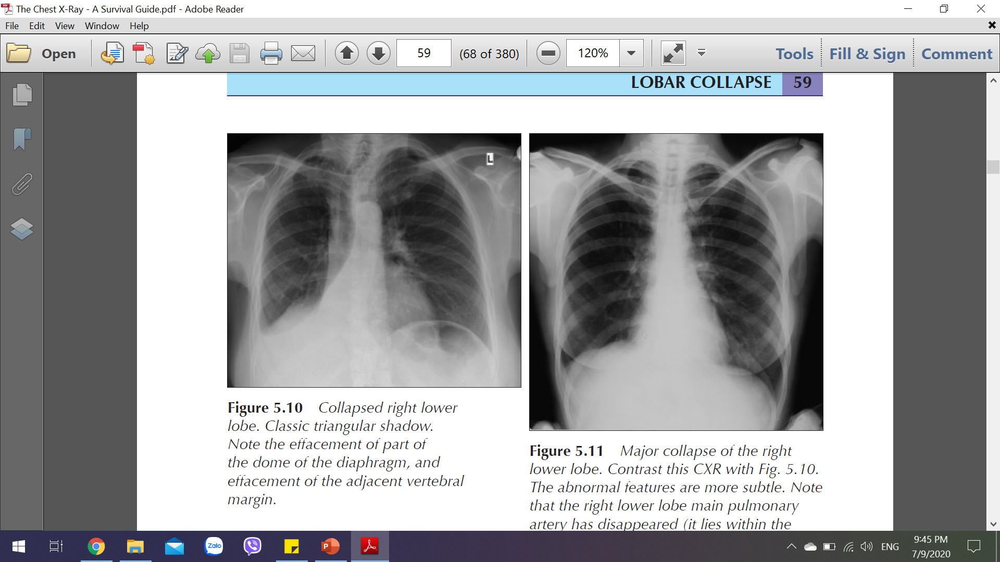 The Chest X-Ray - A Survival Guide.pdf - Adobe Reader
File Edit View Window Help
Open 59 (68 of 380) 120% Tools Fill & Sign Comment
LOBAR COLLAPSE 59
L
Figure 5.10 Collapsed right lower
lobe. Classic triangular shadow.
Note the effacement of part of
the dome of the diaphragm, and
effacement of the adjacent vertebral
margin.
Figure 5.11 Major collapse of the right
lower lobe. Contrast this CXR with Fig. 5.10.
The abnormal features are more subtle. Note
that the right lower lobe main pulmonary
artery has disappeared (it lies within the
Zalo
P
ENG
9:45 PM
7/9/2020